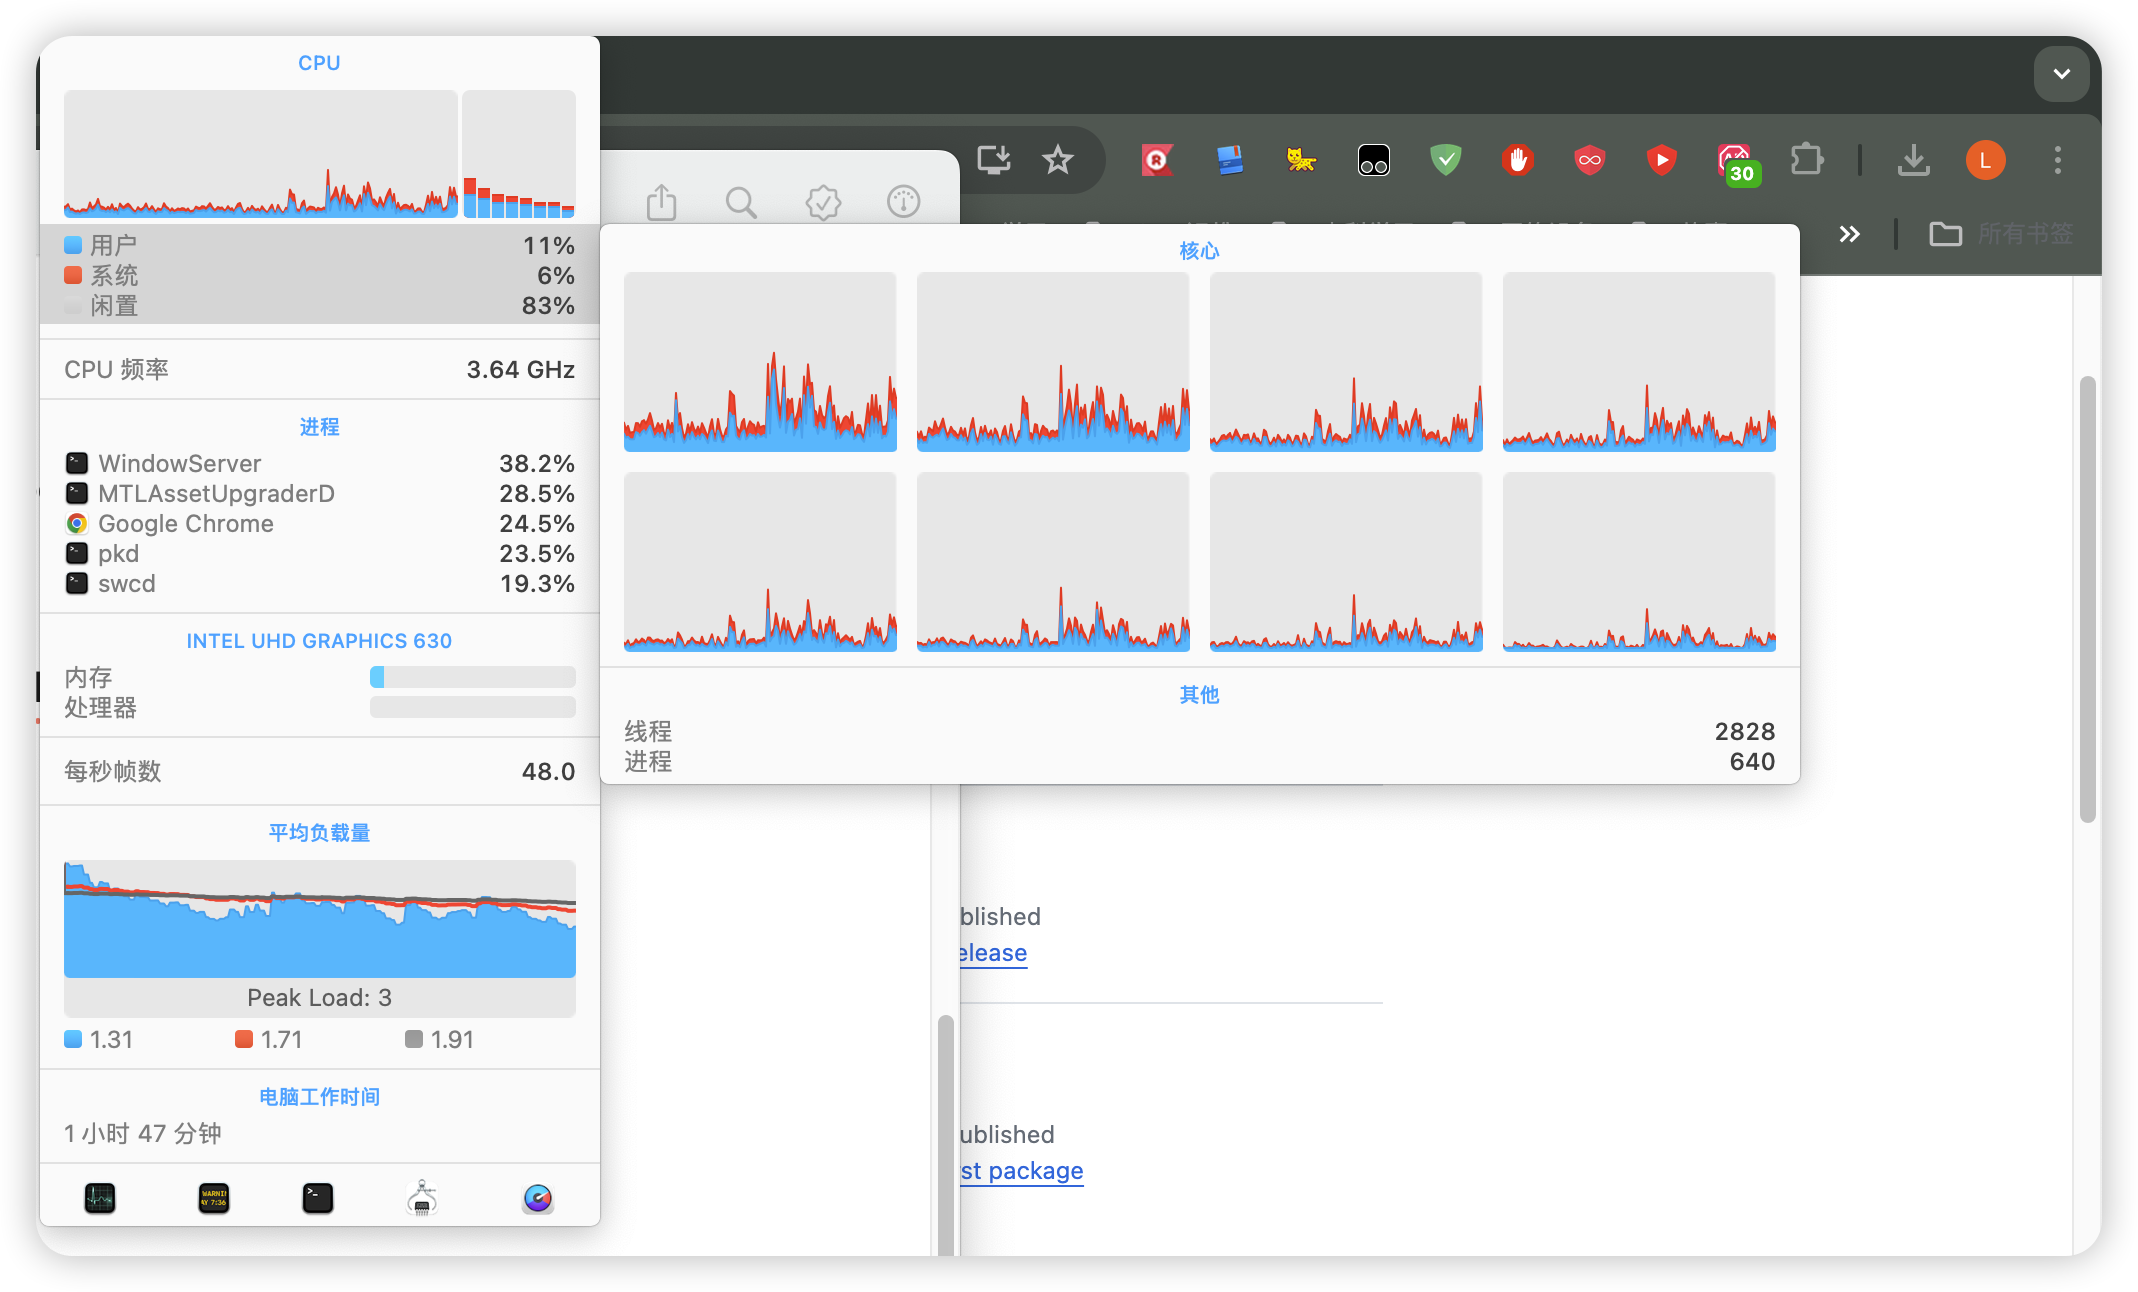 CPU
用户 11%
系统 6%
闲置 83%
CPU 频率 3.64 GHz
进程
WindowServer 38.2%
MTLAssetUpgraderD 28.5%
Google Chrome 24.5%
pkd 23.5%
swcd 19.3%
INTEL UHD GRAPHICS 630
内存
处理器
每秒帧数 48.0
平均负载量
Peak Load: 3
1.31 1.71 1.91
电脑工作时间
1 小时 47 分钟
30
L
所有书签
核心
其他
线程 2828
进程 640
blished
elease
ublished
st package